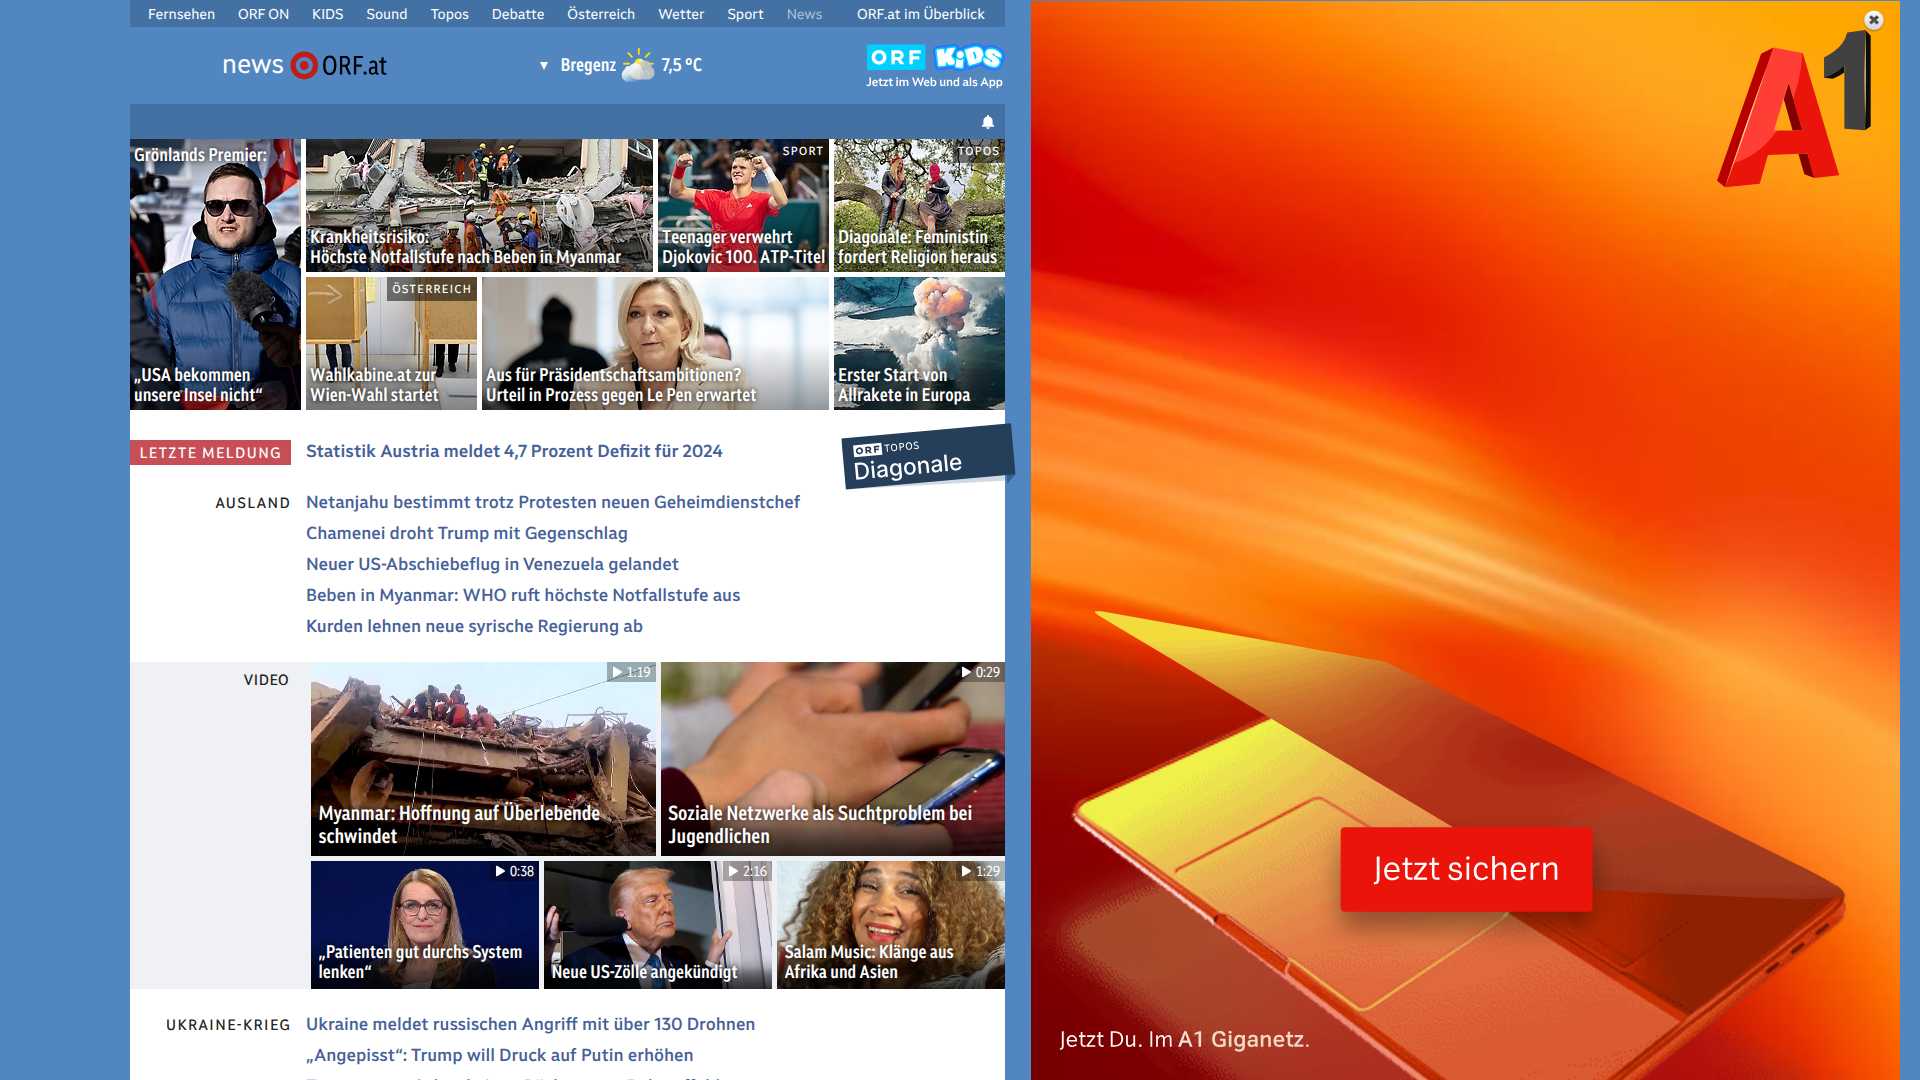 Fernsehen ORF ON KIDS Sound Topos Debatte Österreich Wetter Sport News ORF.at im Überblick
news ORF.at
Bregenz 7,5 °C
ORF KiDS
Jetzt im Web und als App
Grönlands Premier:
„USA bekommen
unsere Insel nicht“
Krankheitsrisiko:
Höchste Notfallstufe nach Beben in Myanmar
SPORT
Teenager verwehrt
Djokovic 100. ATP-Titel
TOPOS
Diagonale: Feministin
fordert Religion heraus
ÖSTERREICH
Wahlkabine.at zur
Wien-Wahl startet
Aus für Präsidentschaftsambitionen?
Urteil in Prozess gegen Le Pen erwartet
Erster Start von
Allrakete in Europa
LETZTE MELDUNG
Statistik Austria meldet 4,7 Prozent Defizit für 2024
ORF TOPOS
Diagonale
AUSLAND
Netanjahu bestimmt trotz Protesten neuen Geheimdienstchef
Chamenei droht Trump mit Gegenschlag
Neuer US-Abschiebeflug in Venezuela gelandet
Beben in Myanmar: WHO ruft höchste Notfallstufe aus
Kurden lehnen neue syrische Regierung ab
VIDEO
1:19
Myanmar: Hoffnung auf Überlebende
schwindet
0:29
Soziale Netzwerke als Suchtproblem bei
Jugendlichen
0:38
„Patienten gut durchs System
lenken“
2:16
Neue US-Zölle angekündigt
1:29
Salam Music: Klänge aus
Afrika und Asien
UKRAINE-KRIEG
Ukraine meldet russischen Angriff mit über 130 Drohnen
„Angepisst“: Trump will Druck auf Putin erhöhen
A1
Jetzt sichern
Jetzt Du. Im A1 Giganetz.